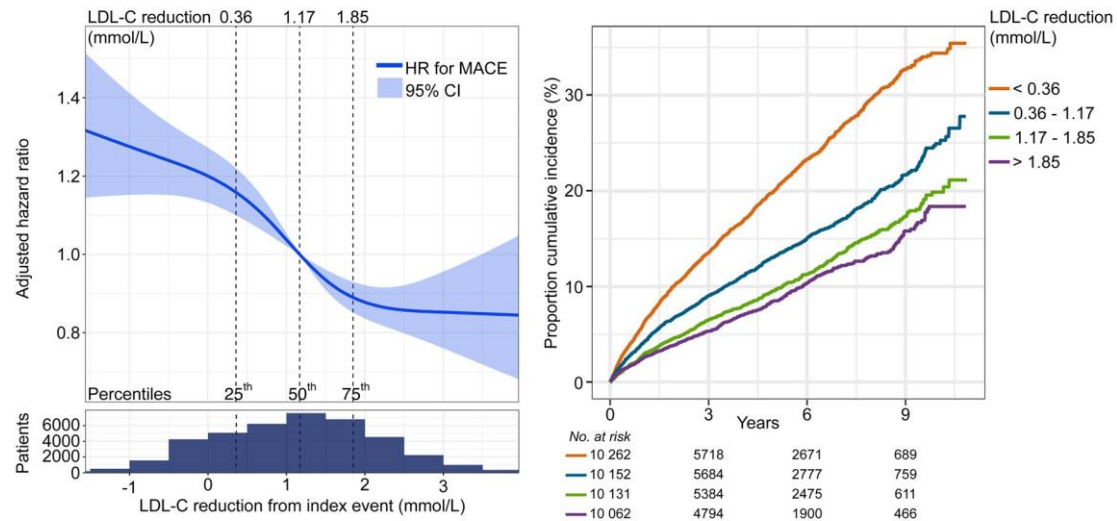 LDL-C reduction 0.36 1.17 1.85
(mmol/L)
HR for MACE
95% CI
1.4
1.2
1.0
0.8
Adjusted hazard ratio
Percentiles 25th 50th 75th
6000
4000
2000
0
Patients
-1 0 1 2 3 4
LDL-C reduction from index event (mmol/L)
LDL-C reduction
(mmol/L)
< 0.36
0.36 - 1.17
1.17 - 1.85
> 1.85
30
20
10
0
Proportion cumulative incidence (%)
0 3 6 9
Years
No. at risk
10 262 5718 2671 689
10 152 5684 2777 759
10 131 5384 2475 611
10 062 4794 1900 466